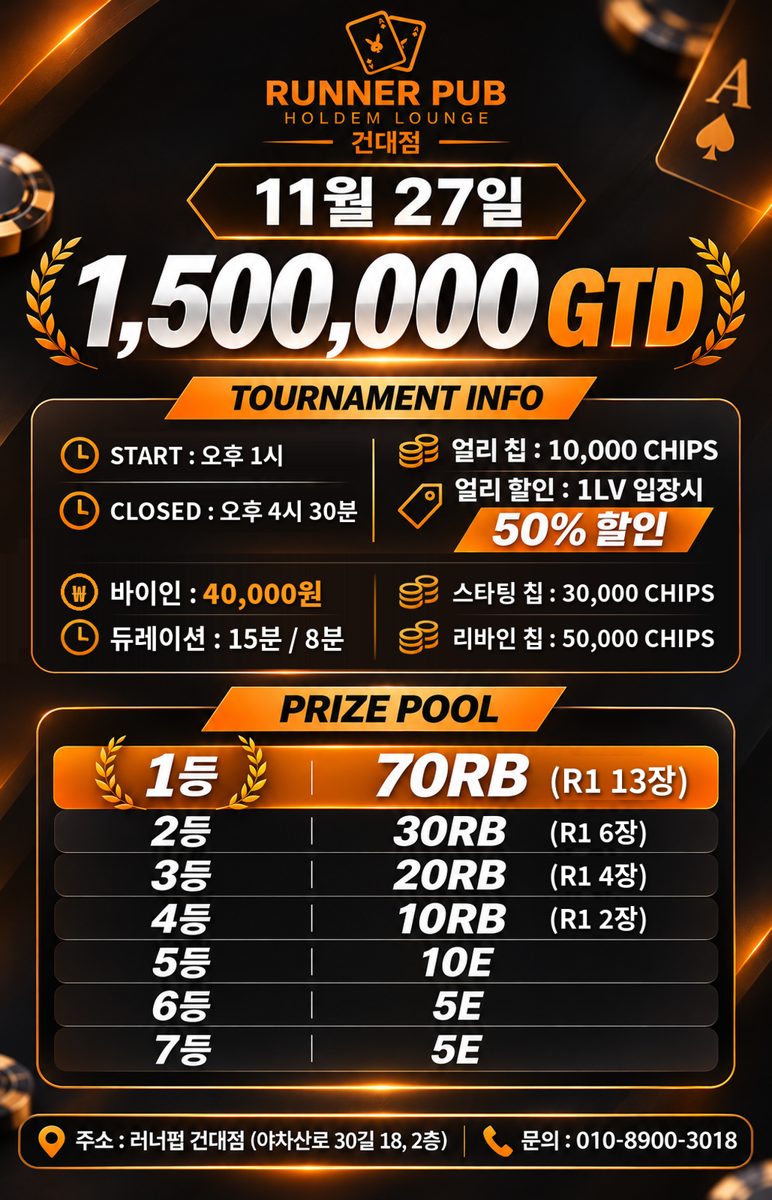 RUNNER PUB
HOLDEM LOUNGE
건대점
A
11월 27일
1,500,000 GTD
TOURNAMENT INFO
START : 오후 1시
CLOSED : 오후 4시 30분
얼리 칩 : 10,000 CHIPS
얼리 할인 : 1LV 입장시
50% 할인
바이인 : 40,000원
듀레이션 : 15분 / 8분
스타팅 칩 : 30,000 CHIPS
리바인 칩 : 50,000 CHIPS
PRIZE POOL
1등 70RB (R1 13장)
2등 30RB (R1 6장)
3등 20RB (R1 4장)
4등 10RB (R1 2장)
5등 10E
6등 5E
7등 5E
주소 : 러너펍 건대점 (아차산로 30길 18, 2층)
문의 : 010-8900-3018